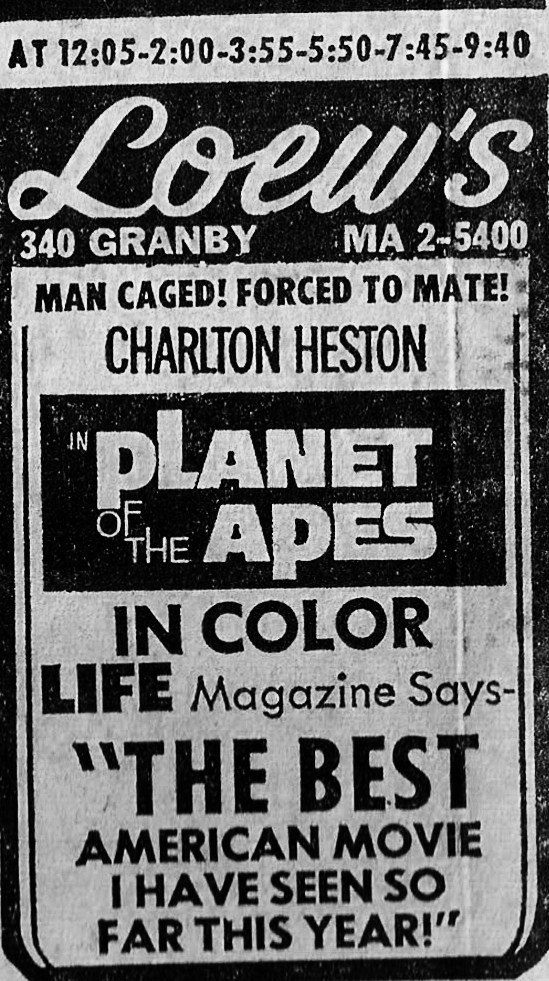 AT 12:05-2:00-3:55-5:50-7:45-9:40
Loew's
340 GRANBY MA 2-5400
MAN CAGED! FORCED TO MATE!
CHARLTON HESTON
IN PLANET
OF THE APES
IN COLOR
LIFE Magazine Says-
"THE BEST
AMERICAN MOVIE
I HAVE SEEN SO
FAR THIS YEAR!"